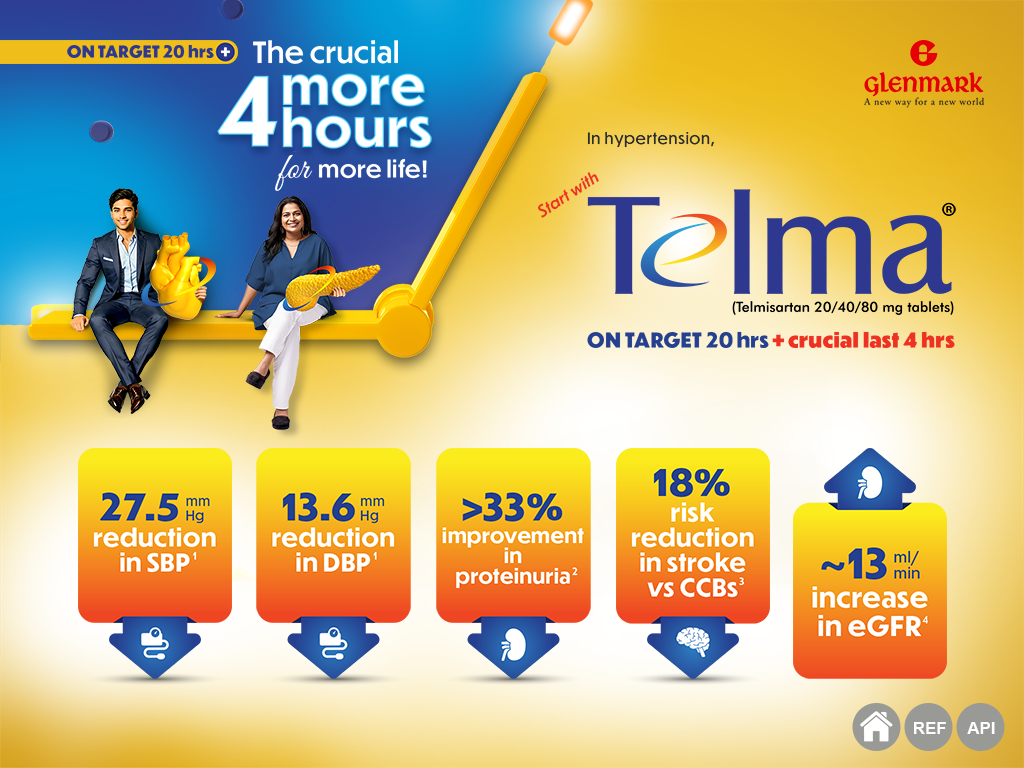 ON TARGET 20 hrs +
The crucial
4 more
hours
for more life!
GLENMARK
A new way for a new world
In hypertension,
Start with
Telma®
(Telmisartan 20/40/80 mg tablets)
ON TARGET 20 hrs + crucial last 4 hrs
27.5 mm
Hg
reduction
in SBP1
13.6 mm
Hg
reduction
in DBP1
>33%
improvement
in
proteinuria2
18%
risk
reduction
in stroke
vs CCBs3
~13 ml/
min
increase
in eGFR4
REF
API